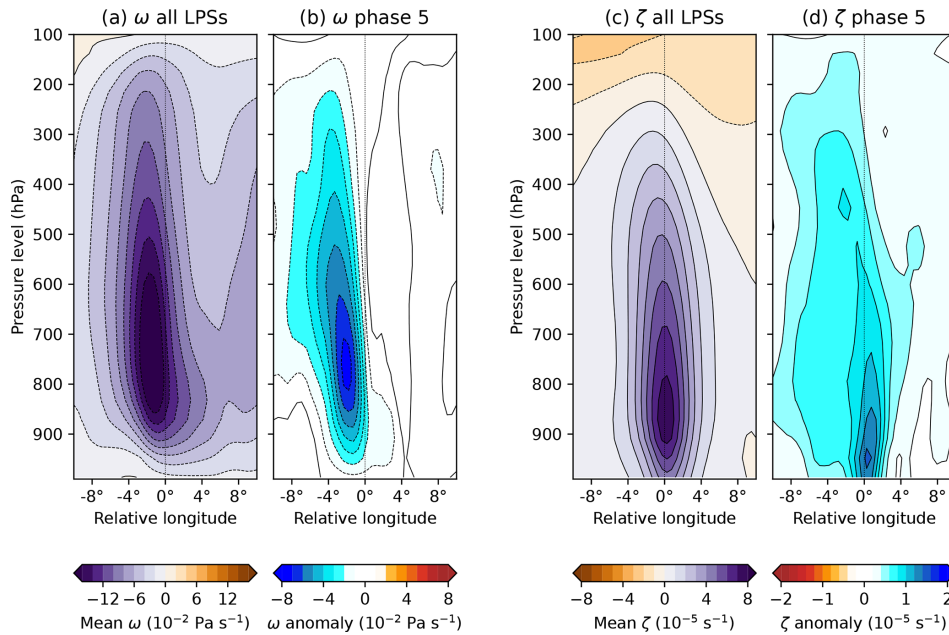 (a) ω all LPSs
(b) ω phase 5
(c) ζ all LPSs
(d) ζ phase 5
Pressure level (hPa)
100
200
300
400
500
600
700
800
900
-8° -4° 0° 4° 8°
Relative longitude
-8° -4° 0° 4° 8°
Relative longitude
Pressure level (hPa)
100
200
300
400
500
600
700
800
900
-8° -4° 0° 4° 8°
Relative longitude
-8° -4° 0° 4° 8°
Relative longitude
−12 −6 0 6 12
Mean ω (10⁻² Pa s⁻¹)
−8 −4 0 4 8
ω anomaly (10⁻² Pa s⁻¹)
−8 −4 0 4 8
Mean ζ (10⁻⁵ s⁻¹)
−2 −1 0 1 2
ζ anomaly (10⁻⁵ s⁻¹)